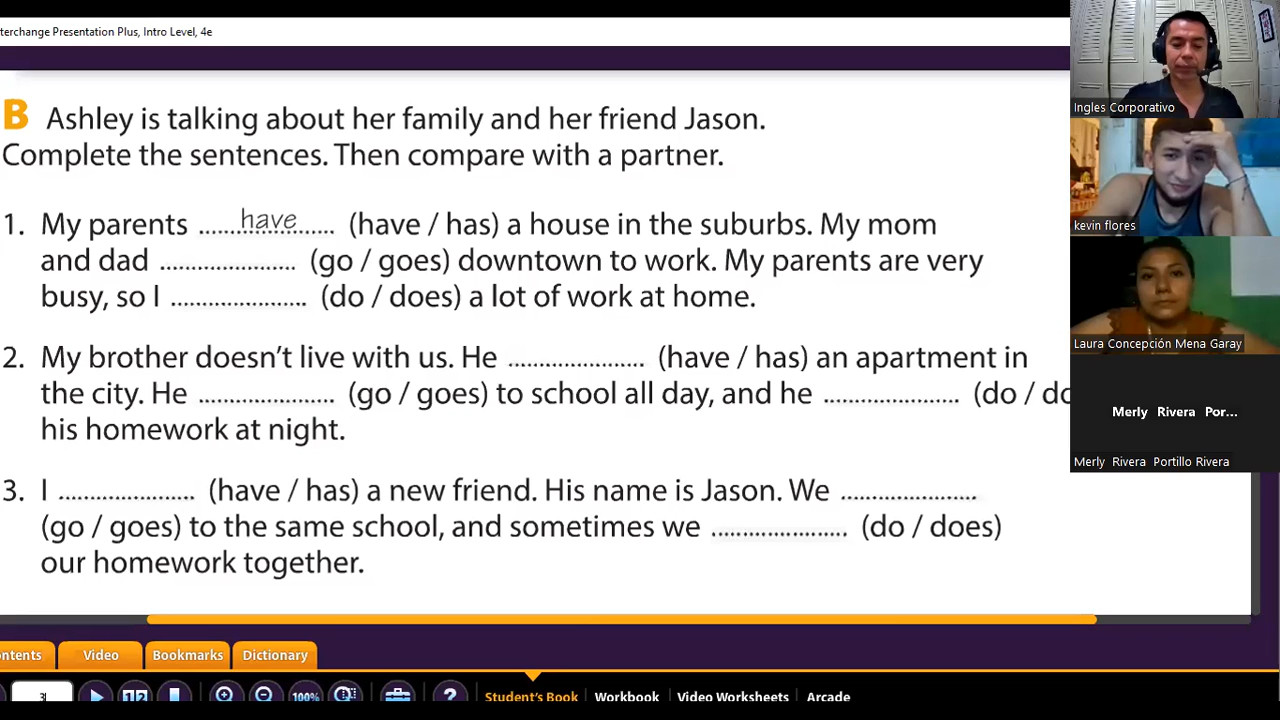 terchange Presentation Plus, Intro Level, 4e
B Ashley is talking about her family and her friend Jason.
Complete the sentences. Then compare with a partner.
1. My parents have (have / has) a house in the suburbs. My mom
and dad ..................... (go / goes) downtown to work. My parents are very
busy, so I ..................... (do / does) a lot of work at home.
2. My brother doesn't live with us. He ..................... (have / has) an apartment in
the city. He ..................... (go / goes) to school all day, and he ..................... (do / do
his homework at night.
3. I ..................... (have / has) a new friend. His name is Jason. We .....................
(go / goes) to the same school, and sometimes we ..................... (do / does)
our homework together.
Ingles Corporativo
kevin flores
Laura Concepción Mena Garay
Merly Rivera Por...
Merly Rivera Portillo Rivera
ntents Video Bookmarks Dictionary
3 100% ? Student's Book Workbook Video Worksheets Arcade